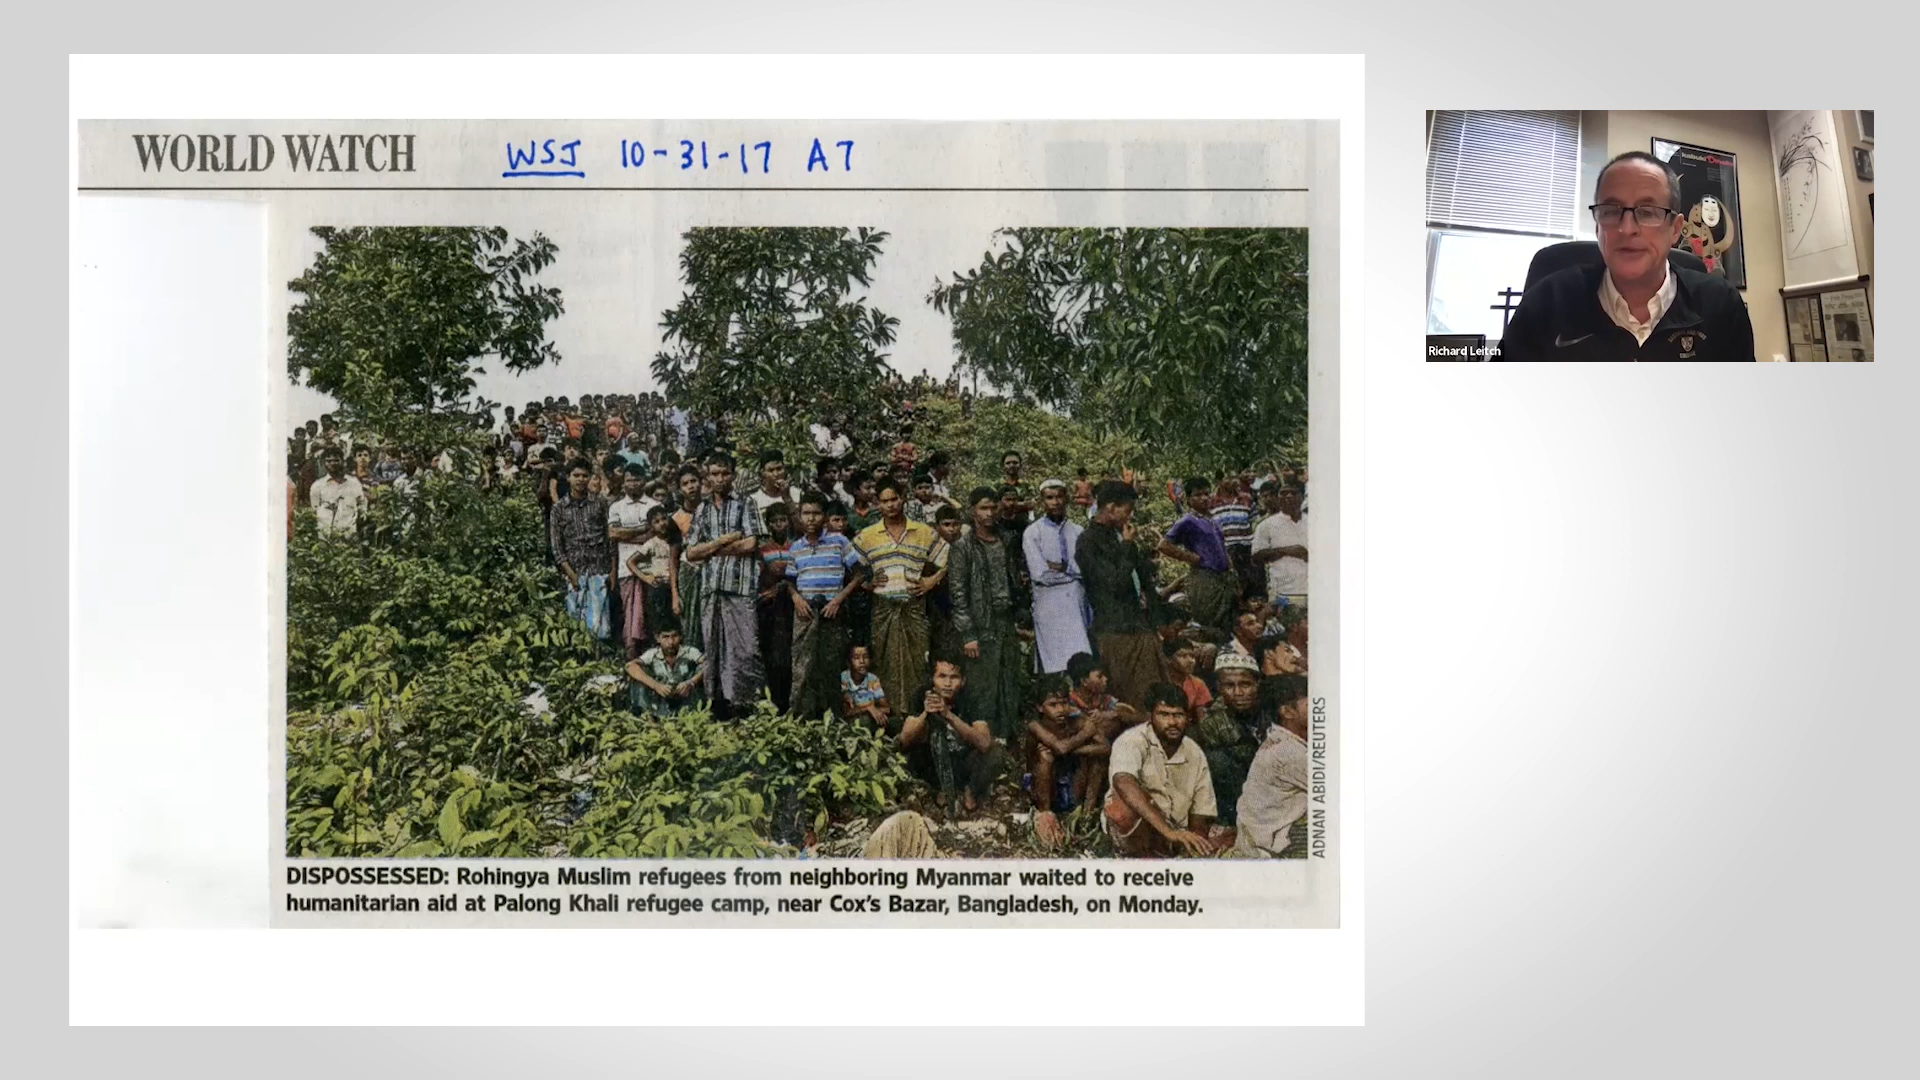 WORLD WATCH
WSJ 10-31-17 A7
ADNAN ABIDI/REUTERS
DISPOSSESSED: Rohingya Muslim refugees from neighboring Myanmar waited to receive
humanitarian aid at Palong Khali refugee camp, near Cox's Bazar, Bangladesh, on Monday.
Richard Leitch